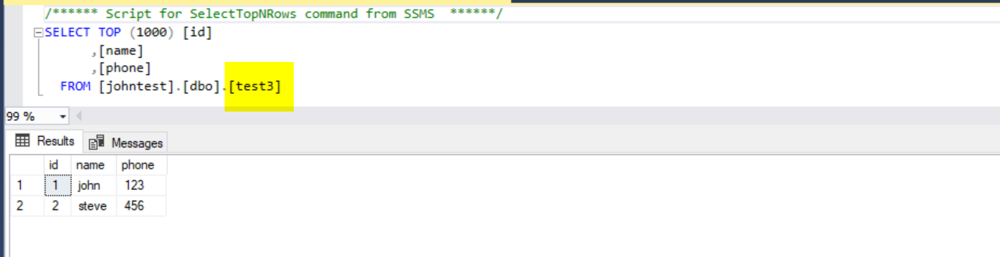 /****** Script for SelectTopNRows command from SSMS  ******/
SELECT TOP (1000) [id]
      ,[name]
      ,[phone]
  FROM [johntest].[dbo].[test3]
99 %
Results Messages
id name phone
1 1 john 123
2 2 steve 456